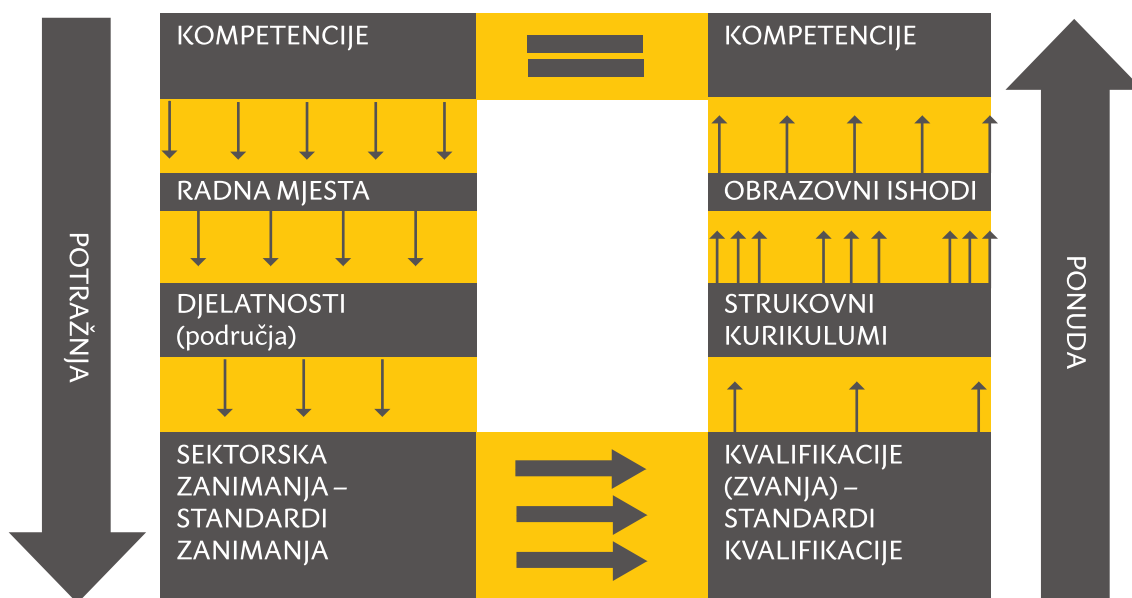 POTRAŽNJA
KOMPETENCIJE
RADNA MJESTA
DJELATNOSTI
(područja)
SEKTORSKA
ZANIMANJA –
STANDARDI
ZANIMANJA
KOMPETENCIJE
OBRAZOVNI ISHODI
STRUKOVNI
KURIKULUMI
KVALIFIKACIJE
(ZVANJA) –
STANDARDI
KVALIFIKACIJE
PONUDA